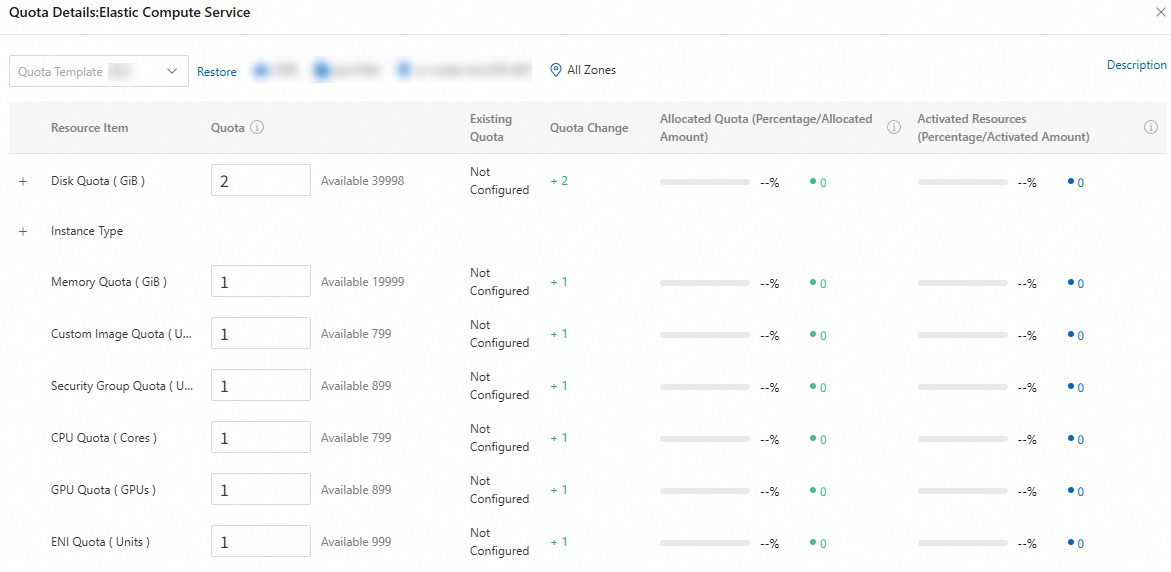 Quota Details:Elastic Compute Service
Quota Template
Restore
All Zones
Description
Resource Item
Quota
Existing
Quota
Quota Change
Allocated Quota (Percentage/Allocated
Amount)
Activated Resources
(Percentage/Activated Amount)
+ Disk Quota ( GiB ) 2 Available 39998
Not
Configured
+ 2 --% 0 --% 0
+ Instance Type
Memory Quota ( GiB ) 1 Available 19999
Not
Configured
+ 1 --% 0 --% 0
Custom Image Quota ( U... 1 Available 799
Not
Configured
+ 1 --% 0 --% 0
Security Group Quota ( U... 1 Available 899
Not
Configured
+ 1 --% 0 --% 0
CPU Quota ( Cores ) 1 Available 799
Not
Configured
+ 1 --% 0 --% 0
GPU Quota ( GPUs ) 1 Available 899
Not
Configured
+ 1 --% 0 --% 0
ENI Quota ( Units ) 1 Available 999
Not
Configured
+ 1 --% 0 --% 0